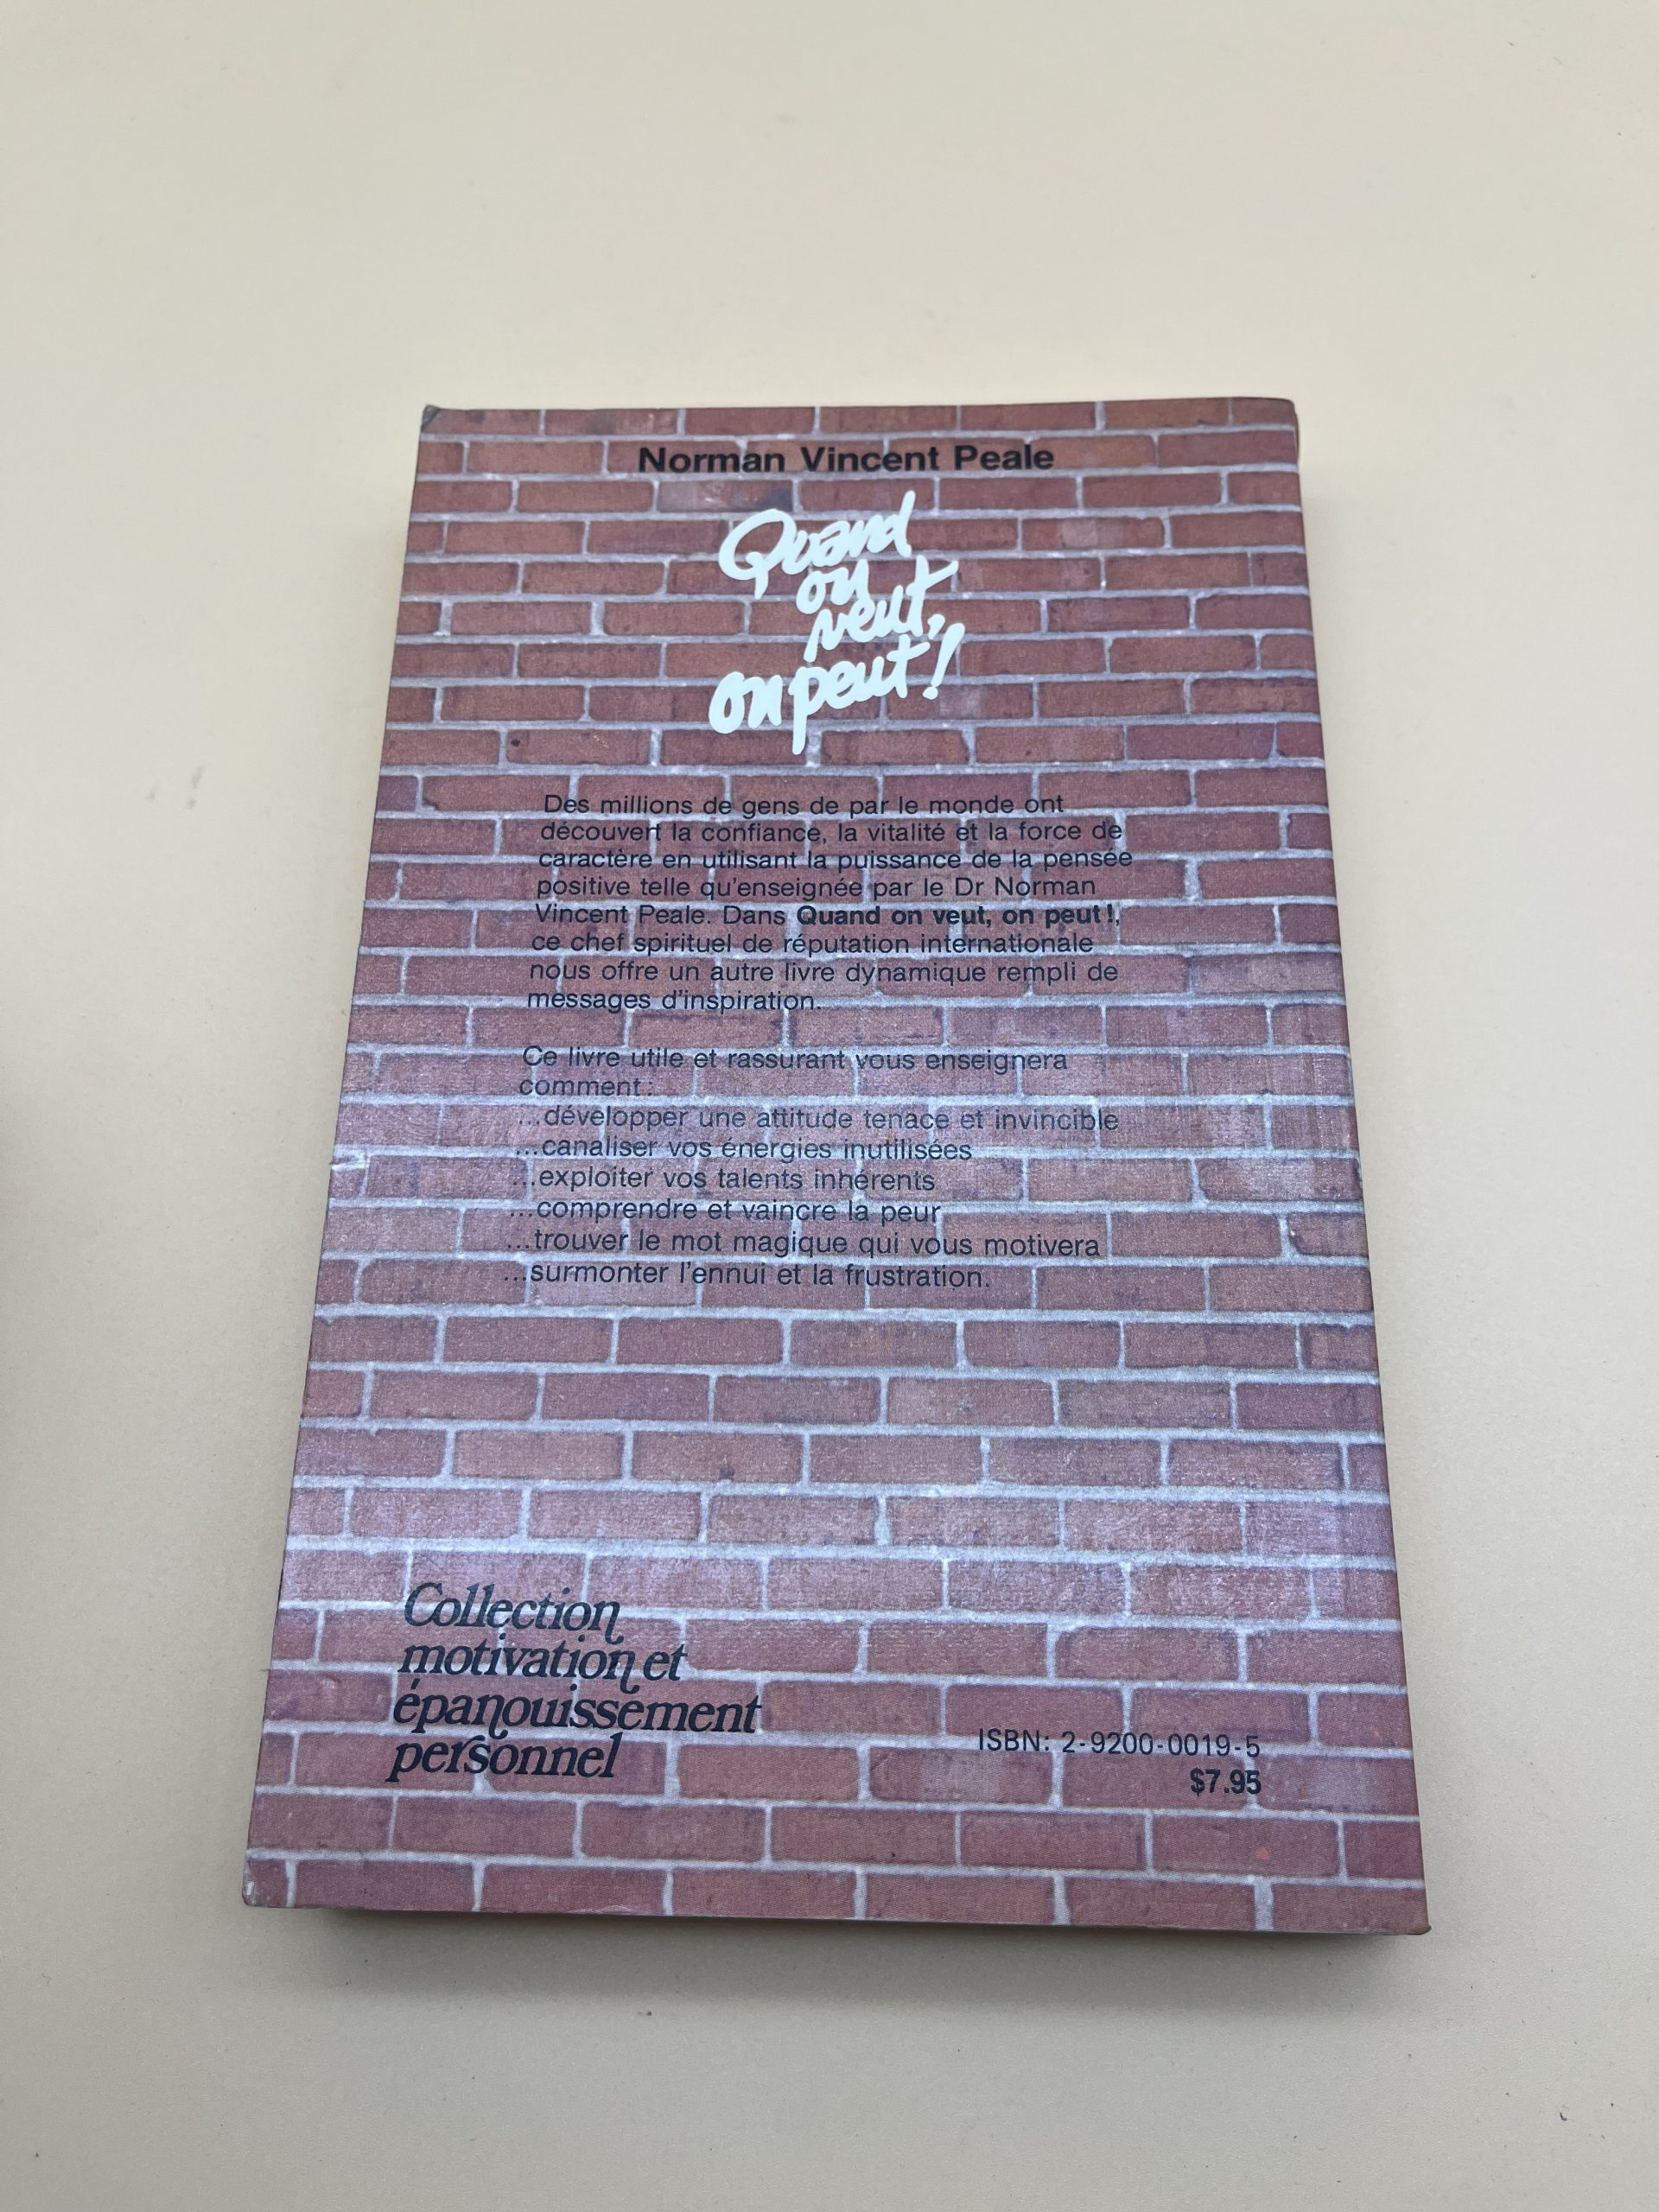 Norman Vincent Peale
Quand
on
veut,
on peut!
Des millions de gens de par le monde ont
découvert la confiance, la vitalité et la force de
caractère en utilisant la puissance de la pensée
positive telle qu'enseignée par le Dr Norman
Vincent Peale. Dans Quand on veut, on peut!,
ce chef spirituel de réputation internationale
nous offre un autre livre dynamique rempli de
messages d'inspiration.
Ce livre utile et rassurant vous enseignera
comment:
...développer une attitude tenace et invincible
...canaliser vos énergies inutilisées
...exploiter vos talents inhérents
...comprendre et vaincre la peur
...trouver le mot magique qui vous motivera
...surmonter l'ennui et la frustration.
Collection
motivation et
épanouissement
personnel
ISBN: 2-9200-0019-5
$7.95